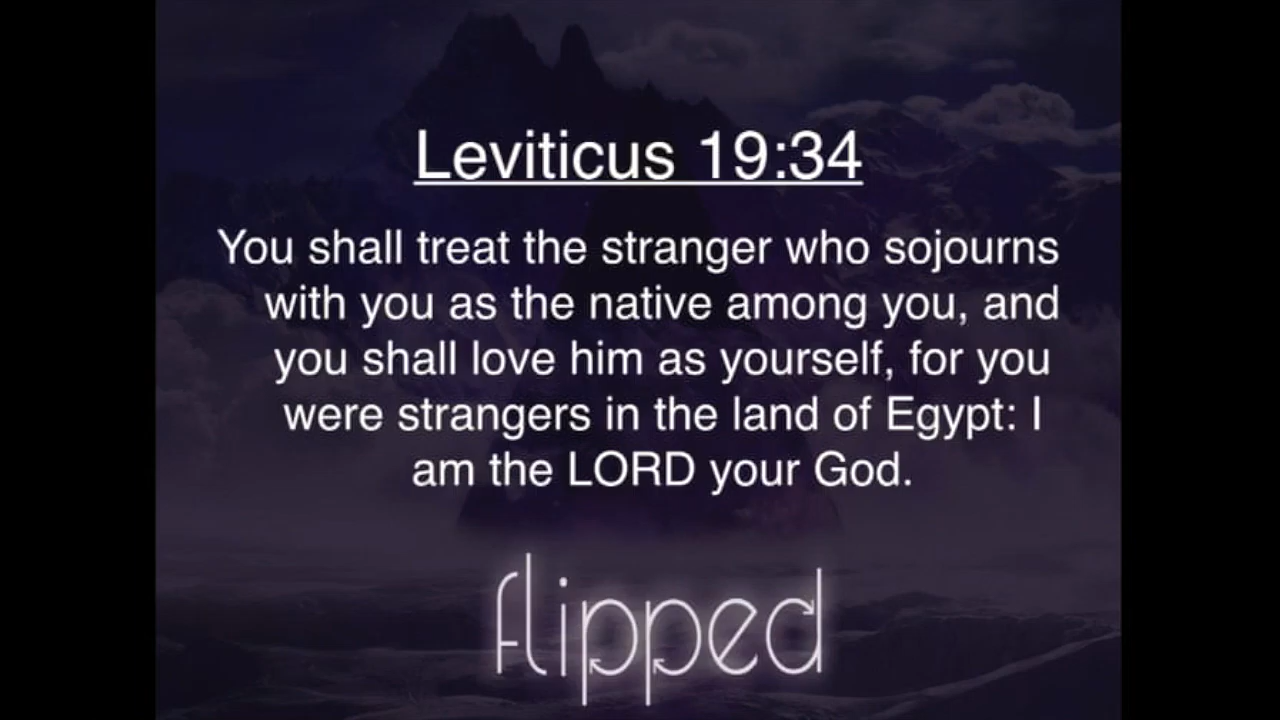 Leviticus 19:34
You shall treat the stranger who sojourns
with you as the native among you, and
you shall love him as yourself, for you
were strangers in the land of Egypt: I
am the LORD your God.
flipped